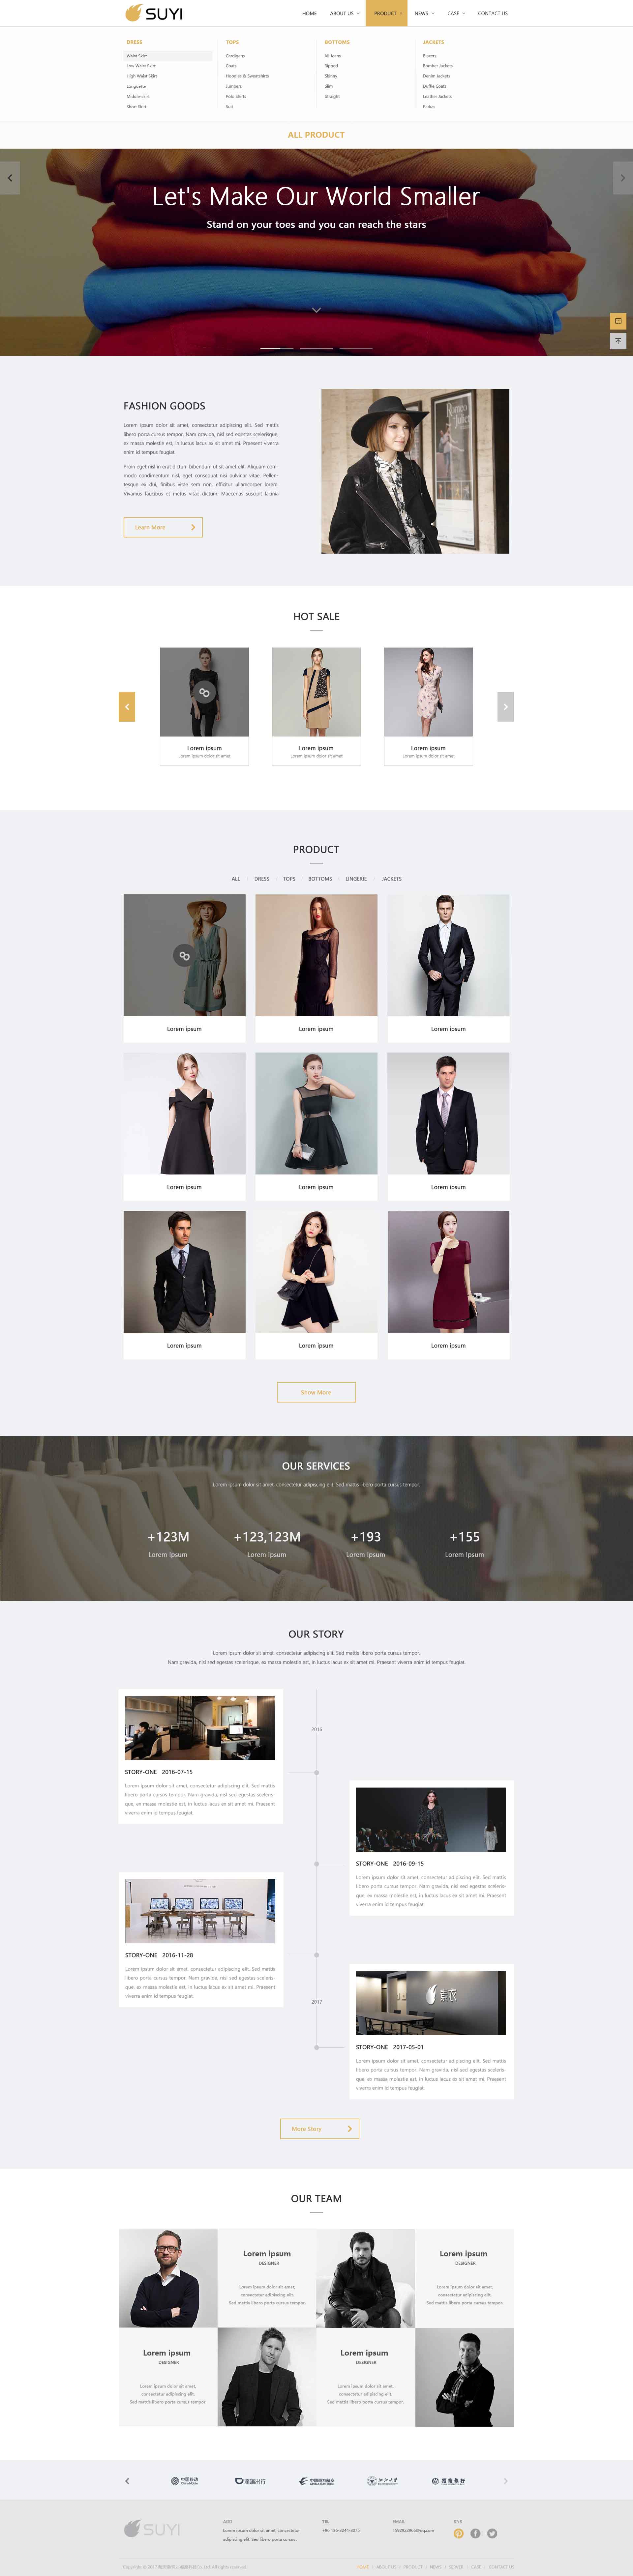 SUYI
HOME ABOUT US PRODUCT NEWS CASE CONTACT US
DRESS TOPS BOTTOMS JACKETS
Waist Skirt Cardigans All Jeans Blazers
Low Waist Skirt Coats Ripped Bomber Jackets
High Waist Skirt Hoodies & Sweatshirts Skinny Denim Jackets
Longuette Jumpers Slim Duffle Coats
Middle-skirt Polo Shirts Straight Leather Jackets
Short Skirt Suit Parkas
ALL PRODUCT
Let's Make Our World Smaller
Stand on your toes and you can reach the stars
FASHION GOODS
Lorem ipsum dolor sit amet, consectetur adipiscing elit. Sed mattis
libero porta cursus tempor. Nam gravida, nisl sed egestas scelerisque,
ex massa molestie est, in luctus lacus ex sit amet mi. Praesent viverra
enim id tempus feugiat.
Proin eget nisl in erat dictum bibendum ut ut amet elit. Aliquam com-
modo condimentum nisl, eget consequat nisi pulvinar vitae. Pellen-
tesque ex dui, finibus vitae sem non, effícitur ullamcorper lorem.
Vivamus faucibus et metus vitae dictum. Maecenas suscipit lacinia
Learn More
HOT SALE
Lorem ipsum Lorem ipsum Lorem ipsum
Lorem ipsum dolor sit amet Lorem ipsum dolor sit amet Lorem ipsum dolor sit amet
PRODUCT
ALL DRESS TOPS BOTTOMS LINGERIE JACKETS
Lorem ipsum Lorem ipsum Lorem ipsum
Lorem ipsum Lorem ipsum Lorem ipsum
Lorem ipsum Lorem ipsum Lorem ipsum
Show More
OUR SERVICES
Lorem ipsum dolor sit amet, consectetur adipiscing elit. Sed mattis libero porta cursus tempor.
+123M +123,123M +193 +155
Lorem Ipsum Lorem Ipsum Lorem Ipsum Lorem Ipsum
OUR STORY
Lorem ipsum dolor sit amet, consectetur adipiscing elit. Sed mattis libero porta cursus tempor.
Nam gravida, nisl sed egestas scelerisque, ex massa molestie est, in luctus lacus ex sit amet mi. Praesent viverra enim id tempus feugiat.
2016
STORY-ONE 2016-07-15
Lorem ipsum dolor sit amet, consectetur adipiscing elit. Sed mattis
libero porta cursus tempor. Nam gravida, nisl sed egestas sceleris-
que, ex massa molestie est, in luctus lacus ex sit amet mi. Praesent
viverra enim id tempus feugiat.
STORY-ONE 2016-09-15
Lorem ipsum dolor sit amet, consectetur adipiscing elit. Sed mattis
libero porta cursus tempor. Nam gravida, nisl sed egestas sceleris-
que, ex massa molestie est, in luctus lacus ex sit amet mi. Praesent
viverra enim id tempus feugiat.
STORY-ONE 2016-11-28
Lorem ipsum dolor sit amet, consectetur adipiscing elit. Sed mattis
libero porta cursus tempor. Nam gravida, nisl sed egestas sceleris-
que, ex massa molestie est, in luctus lacus ex sit amet mi. Praesent
viverra enim id tempus feugiat.
2017
素衣
STORY-ONE 2017-05-01
Lorem ipsum dolor sit amet, consectetur adipiscing elit. Sed mattis
libero porta cursus tempor. Nam gravida, nisl sed egestas sceleris-
que, ex massa molestie est, in luctus lacus ex sit amet mi. Praesent
viverra enim id tempus feugiat.
More Story
OUR TEAM
Lorem ipsum Lorem ipsum
DESIGNER DESIGNER
Lorem ipsum dolor sit amet, Lorem ipsum dolor sit amet,
consectetur adipiscing elit. consectetur adipiscing elit.
Sed mattis libero porta cursus tempor. Sed mattis libero porta cursus tempor.
Lorem ipsum Lorem ipsum
DESIGNER DESIGNER
Lorem ipsum dolor sit amet, Lorem ipsum dolor sit amet,
consectetur adipiscing elit. consectetur adipiscing elit.
Sed mattis libero porta cursus tempor. Sed mattis libero porta cursus tempor.
中国移动 滴滴出行 中国南方航空 浙江大学 招商银行
SUYI
ADD TEL EMAIL
Lorem ipsum dolor sit amet, consectetur
adipiscing elit. Sed libero porta cursus .
HOME | ABOUT US | PRODUCT | NEWS | SERVER | CASE | CONTACT US